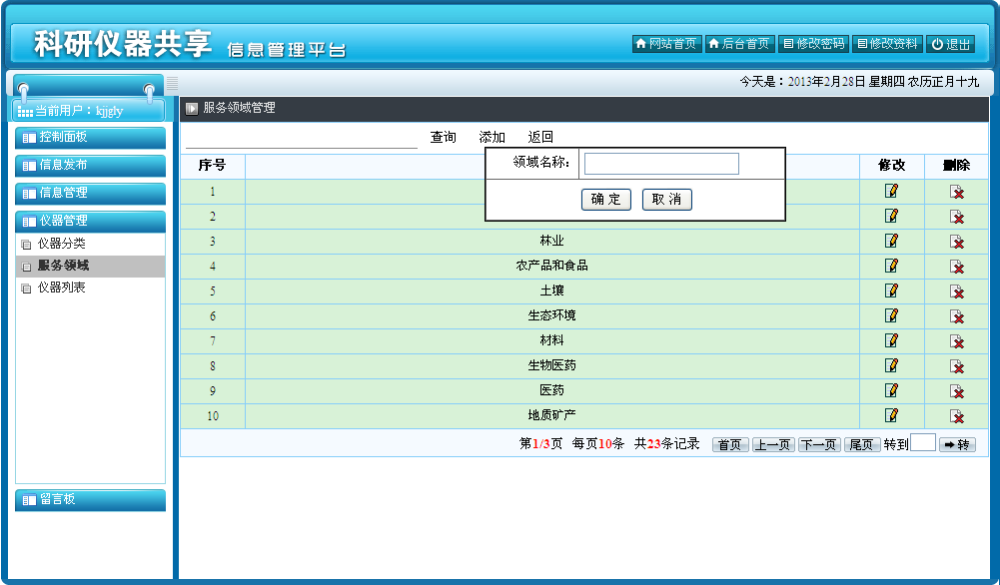 科研仪器共享 信息管理平台
网站首页 后台首页 修改密码 修改资料 退出
今天是：2013年2月28日 星期四 农历正月十九
当前用户：kjjgly
控制面板
信息发布
信息管理
仪器管理
仪器分类
服务领域
仪器列表
留言板
服务领域管理
查询 添加 返回
领域名称：
确 定 取 消
序号 修改 删除
1
2
3 林业
4 农产品和食品
5 土壤
6 生态环境
7 材料
8 生物医药
9 医药
10 地质矿产
第1/3页 每页10条 共23条记录 首页 上一页 下一页 尾页 转到 转